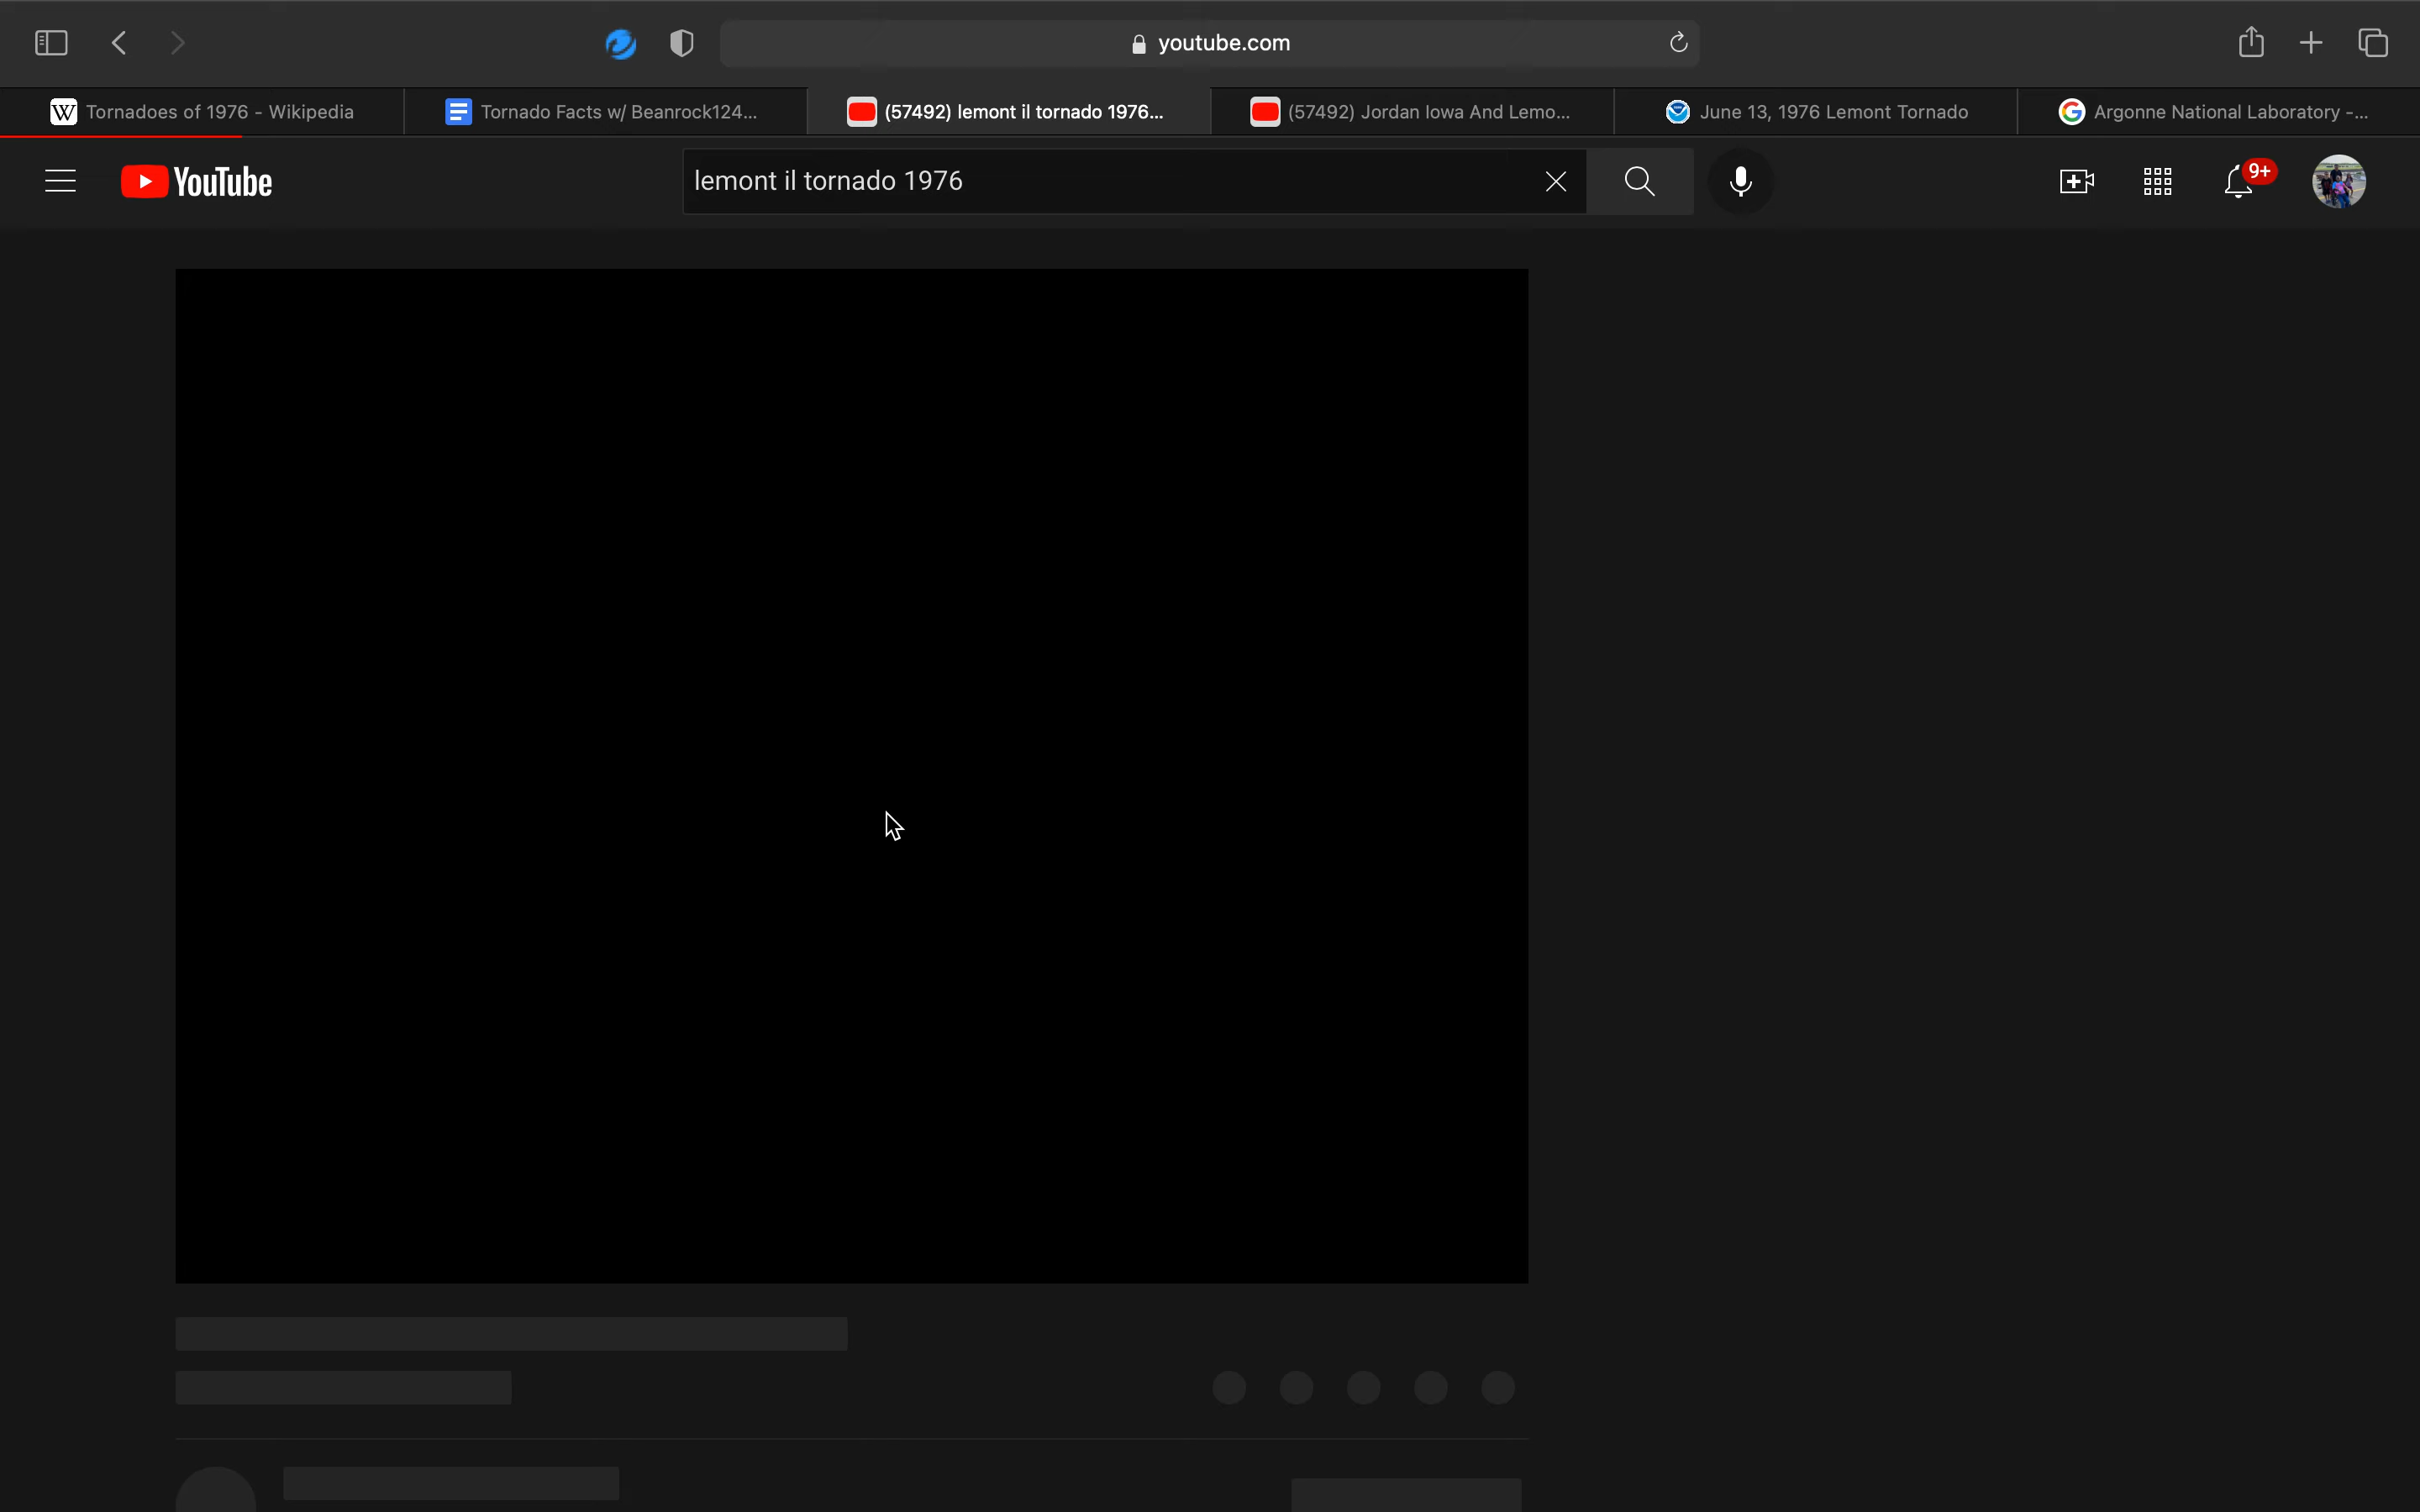 youtube.com
Tornadoes of 1976 - Wikipedia
Tornado Facts w/ Beanrock124...
(57492) lemont il tornado 1976...
(57492) Jordan Iowa And Lemo...
June 13, 1976 Lemont Tornado
Argonne National Laboratory -...
YouTube
lemont il tornado 1976
9+